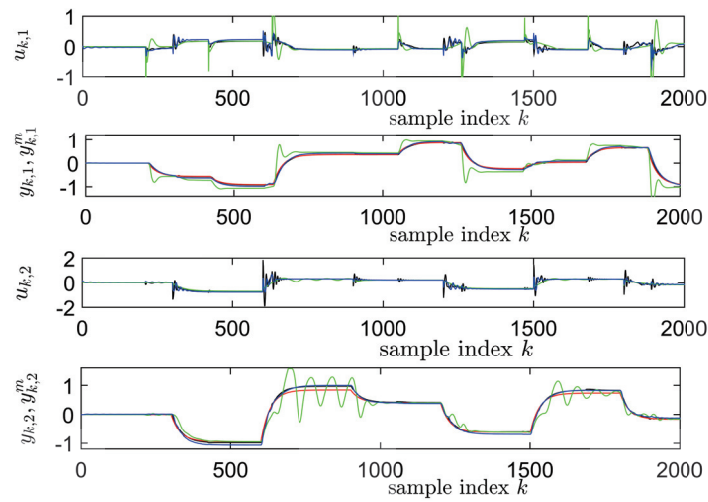 u_{k,1}
1
0
-1
0 500 1000 1500 2000
sample index k
y_{k,1}, y^m_{k,1}
1
0
-1
0 500 1000 1500 2000
sample index k
u_{k,2}
2
0
-2
0 500 1000 1500 2000
sample index k
y_{k,2}, y^m_{k,2}
1
0
-1
0 500 1000 1500 2000
sample index k